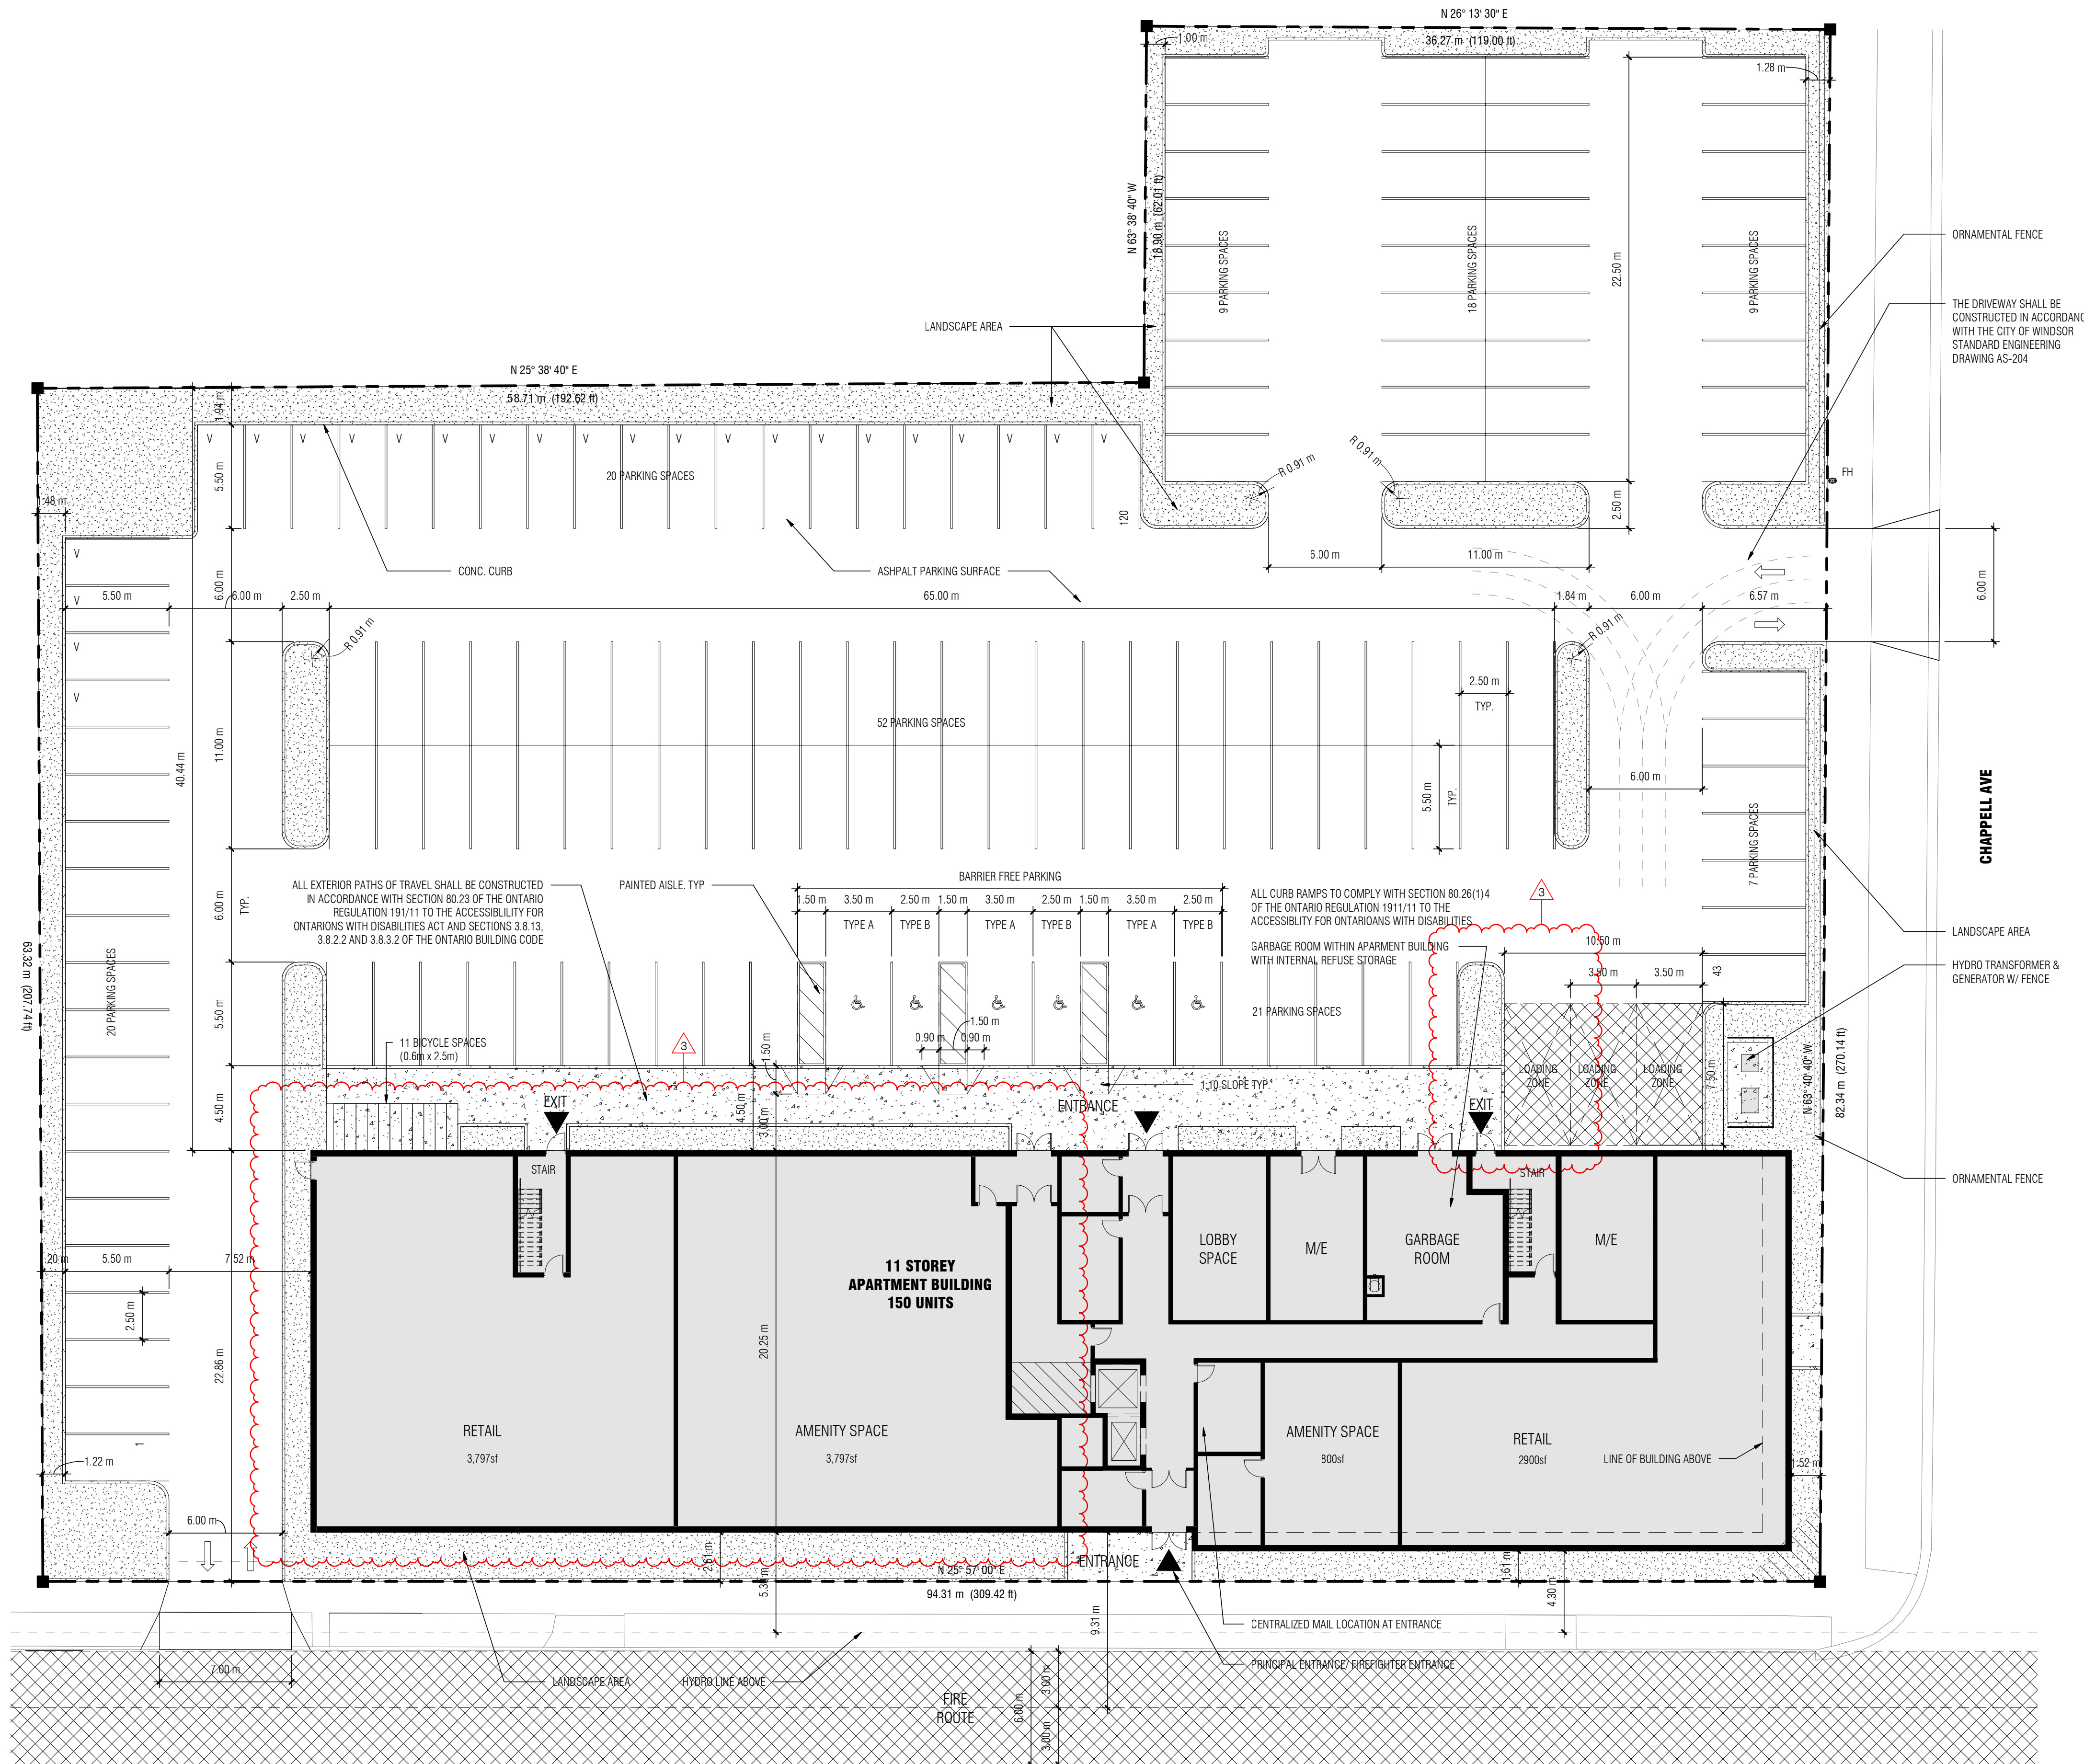 N 26° 13' 30" E
36.27 m (119.00 ft)
1.00 m
1.28 m
N 63° 38' 40" W
18.90 m (62.01 ft)
9 PARKING SPACES
18 PARKING SPACES
22.50 m
9 PARKING SPACES
ORNAMENTAL FENCE
THE DRIVEWAY SHALL BE
CONSTRUCTED IN ACCORDANC
WITH THE CITY OF WINDSOR
STANDARD ENGINEERING
DRAWING AS-204
LANDSCAPE AREA
N 25° 38' 40" E
58.71 m (192.62 ft)
1.94 m
V V V V V V V V V V V V V V V V V V V V
20 PARKING SPACES
5.50 m
.48 m
R 0.91 m
R 0.91 m
FH
120
2.50 m
V
V
V
V
CONC. CURB
ASHPALT PARKING SURFACE
6.00 m
11.00 m
6.00 m
6.00 m
5.50 m
6.00 m
2.50 m
65.00 m
1.84 m
6.00 m
6.57 m
R 0.91 m
R 0.91 m
2.50 m
TYP.
52 PARKING SPACES
11.00 m
40.44 m
5.50 m
TYP.
6.00 m
7 PARKING SPACES
CHAPPELL AVE
ALL EXTERIOR PATHS OF TRAVEL SHALL BE CONSTRUCTED
IN ACCORDANCE WITH SECTION 80.23 OF THE ONTARIO
REGULATION 191/11 TO THE ACCESSIBLILITY FOR
ONTARIONS WITH DISABILITIES ACT AND SECTIONS 3.8.13,
3.8.2.2 AND 3.8.3.2 OF THE ONTARIO BUILDING CODE
PAINTED AISLE. TYP
BARRIER FREE PARKING
1.50 m
3.50 m
2.50 m
1.50 m
3.50 m
2.50 m
1.50 m
3.50 m
2.50 m
TYPE A
TYPE B
TYPE A
TYPE B
TYPE A
TYPE B
ALL CURB RAMPS TO COMPLY WITH SECTION 80.26(1)4
OF THE ONTARIO REGULATION 1911/11 TO THE
ACCESSIBLITY FOR ONTARIOANS WITH DISABILITIES
GARBAGE ROOM WITHIN APARMENT BUILDING
WITH INTERNAL REFUSE STORAGE
3
10.50 m
3.50 m
3.50 m
43
LANDSCAPE AREA
HYDRO TRANSFORMER &
GENERATOR W/ FENCE
6.00 m
TYP.
63.32 m (207.74 ft)
20 PARKING SPACES
5.50 m
11 BICYCLE SPACES
(0.6m x 2.5m)
3
1.50 m
0.90 m
1.50 m
0.90 m
21 PARKING SPACES
LOADING
ZONE
LOADING
ZONE
LOADING
ZONE
7.50 m
N 63° 40' 40" W
82.34 m (270.14 ft)
4.50 m
EXIT
4.50 m
3.00 m
1:10 SLOPE TYP.
ENTRANCE
EXIT
ORNAMENTAL FENCE
STAIR
STAIR
.20 m
5.50 m
7.52 m
2.50 m
22.86 m
20.25 m
11 STOREY
APARTMENT BUILDING
150 UNITS
LOBBY
SPACE
M/E
GARBAGE
ROOM
M/E
RETAIL
3,797sf
AMENITY SPACE
3,797sf
AMENITY SPACE
800sf
RETAIL
2900sf
LINE OF BUILDING ABOVE
1.52 m
1
1.22 m
6.00 m
2.61 m
N 25° 57' 00" E
94.31 m (309.42 ft)
ENTRANCE
1.61 m
4.30 m
9.31 m
CENTRALIZED MAIL LOCATION AT ENTRANCE
PRINCIPAL ENTRANCE/ FIREFIGHTER ENTRANCE
7.00 m
LANDSCAPE AREA
HYDRO LINE ABOVE
FIRE
ROUTE
6.00 m
3.00 m
3.00 m